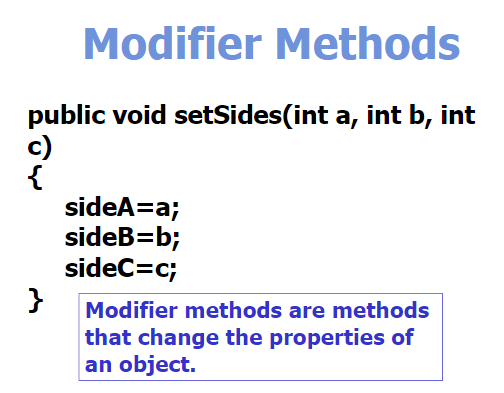 Modifier Methods
public void setSides(int a, int b, int
c)
{
sideA=a;
sideB=b;
sideC=c;
}
Modifier methods are methods
that change the properties of
an object.